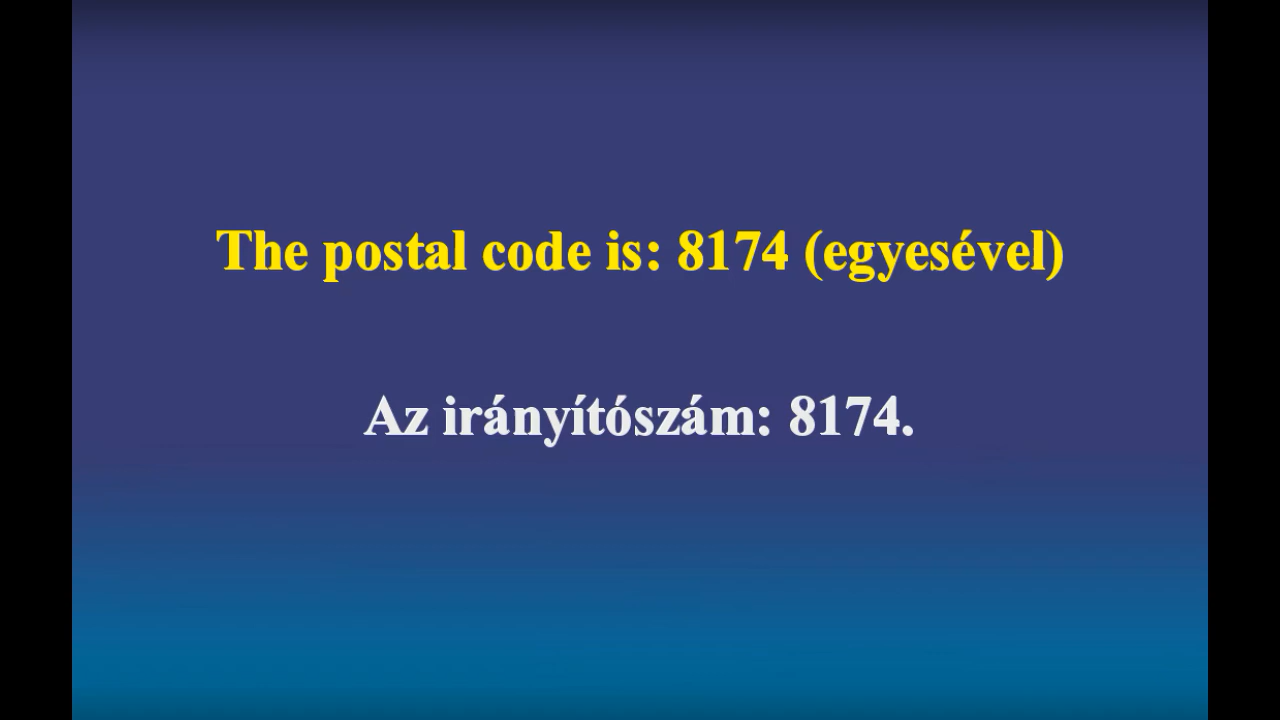 The postal code is: 8174 (egyesével)
Az irányítószám: 8174.